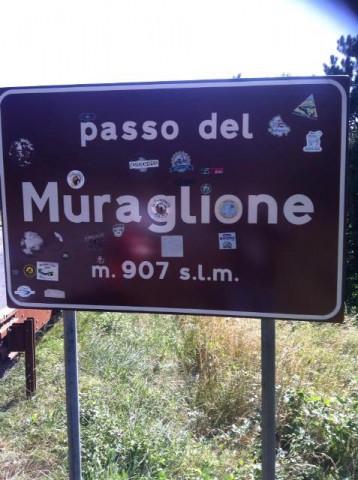 passo del
Muraglione
m. 907 s.l.m.